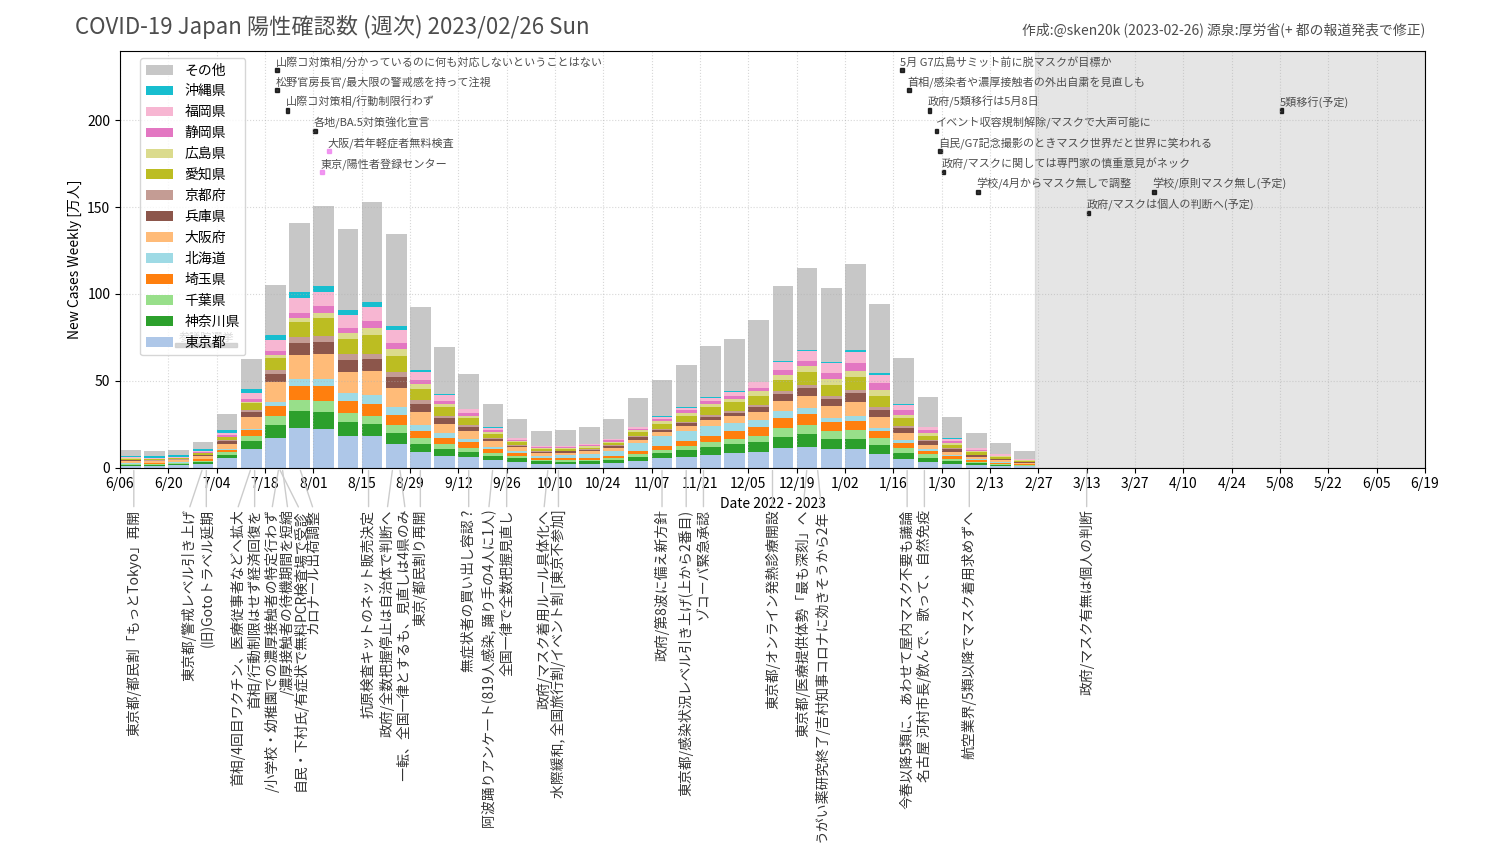 COVID-19 Japan 陽性確認数 (週次) 2023/02/26 Sun
作成:@sken20k (2023-02-26) 源泉:厚労省(+ 都の報道発表で修正)
New Cases Weekly [万人]
200
150
100
50
0
その他
沖縄県
福岡県
静岡県
広島県
愛知県
京都府
兵庫県
大阪府
北海道
埼玉県
千葉県
神奈川県
東京都
山際コ対策相/分かっているのに何も対応しないということはない
松野官房長官/最大限の警戒感を持って注視
山際コ対策相/行動制限行わず
各地/BA.5対策強化宣言
大阪/若年軽症者無料検査
東京/陽性者登録センター
5月 G7広島サミット前に脱マスクが目標か
首相/感染者や濃厚接触者の外出自粛を見直しも
政府/5類移行は5月8日
イベント収容規制解除/マスクで大声可能に
自民/G7記念撮影のときマスク世界だと世界に笑われる
政府/マスクに関しては専門家の慎重意見がネック
学校/4月からマスク無しで調整
学校/原則マスク無し(予定)
政府/マスクは個人の判断へ(予定)
5類移行(予定)
6/06 6/20 7/04 7/18 8/01 8/15 8/29 9/12 9/26 10/10 10/24 11/07 11/21 12/05 12/19 1/02 1/16 1/30 2/13 2/27 3/13 3/27 4/10 4/24 5/08 5/22 6/05 6/19
Date 2022 - 2023
東京都/都民割「もっとTokyo」再開
東京都/警戒レベル引き上げ
(旧)Gotoトラベル延期
首相/4回目ワクチン、医療従事者などへ拡大
首相/行動制限はせず経済回復を
/小学校・幼稚園での濃厚接触者の特定行わず
/濃厚接触者の待機期間を短縮
自民・下村氏/有症状で無料PCR検査場で受診
カロナール出荷調整
抗原検査キットのネット販売決定
政府/全数把握停止は自治体で判断へ
一転、全国一律とするも、見直しは4県のみ
東京/都民割り再開
無症状者の買い出し容認？
阿波踊りアンケート(819人感染, 踊り手の4人に1人)
全国一律で全数把握見直し
政府/マスク着用ルール具体化へ
水際緩和, 全国旅行割/イベント割 [東京不参加]
政府/第8波に備え新方針
東京都/感染状況レベル引き上げ(上から2番目)
ゾコーバ緊急承認
東京都/オンライン発熱診療開設
東京都/医療提供体勢「最も深刻」へ
うがい薬研究終了/吉村知事コロナに効きそうから2年
今春以降5類に、あわせて屋内マスク不要も議論
名古屋 河村市長/飲んで、歌って、自然免疫
航空業界/5類以降でマスク着用求めずへ
政府/マスク有無は個人の判断